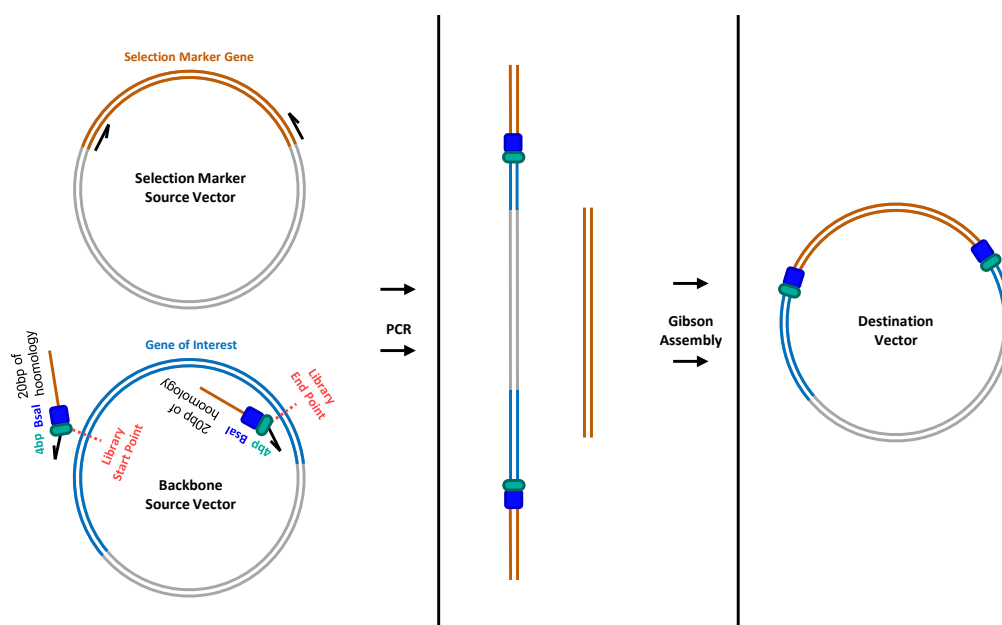 Selection Marker Gene
Selection Marker
Source Vector
Gene of Interest
20bp of
hoomology
BsaI
4bp
Library
Start Point
20bp of
hoomology
BsaI
4bp
Library
End Point
Backbone
Source Vector
PCR
Gibson
Assembly
Destination
Vector